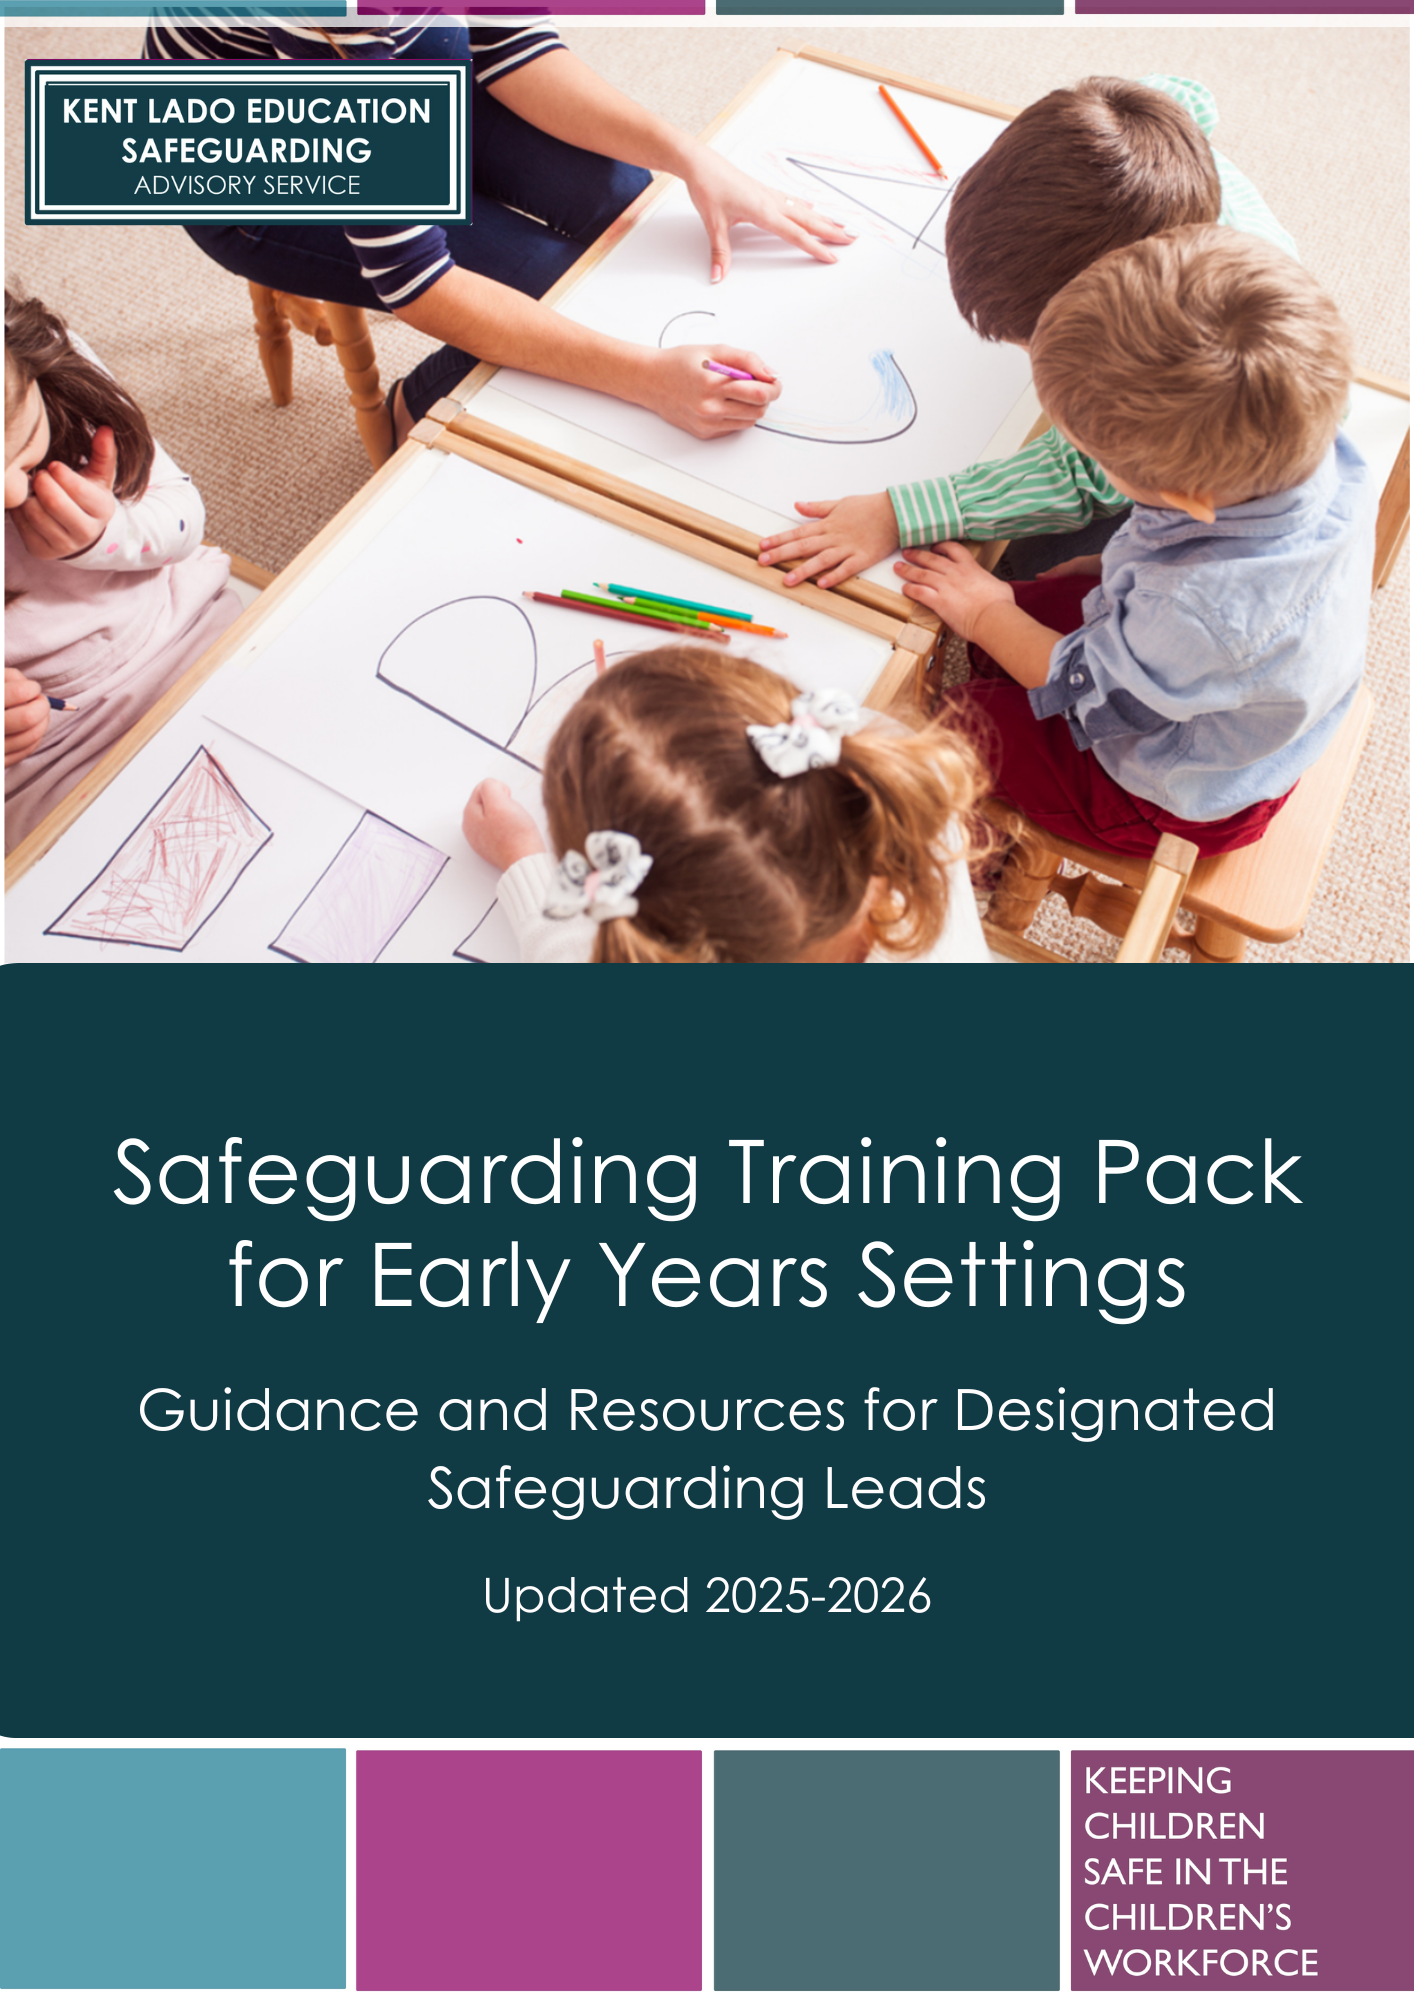 KENT LADO EDUCATION
SAFEGUARDING
ADVISORY SERVICE
Safeguarding Training Pack
for Early Years Settings
Guidance and Resources for Designated
Safeguarding Leads
Updated 2025-2026
KEEPING
CHILDREN
SAFE IN THE
CHILDREN’S
WORKFORCE